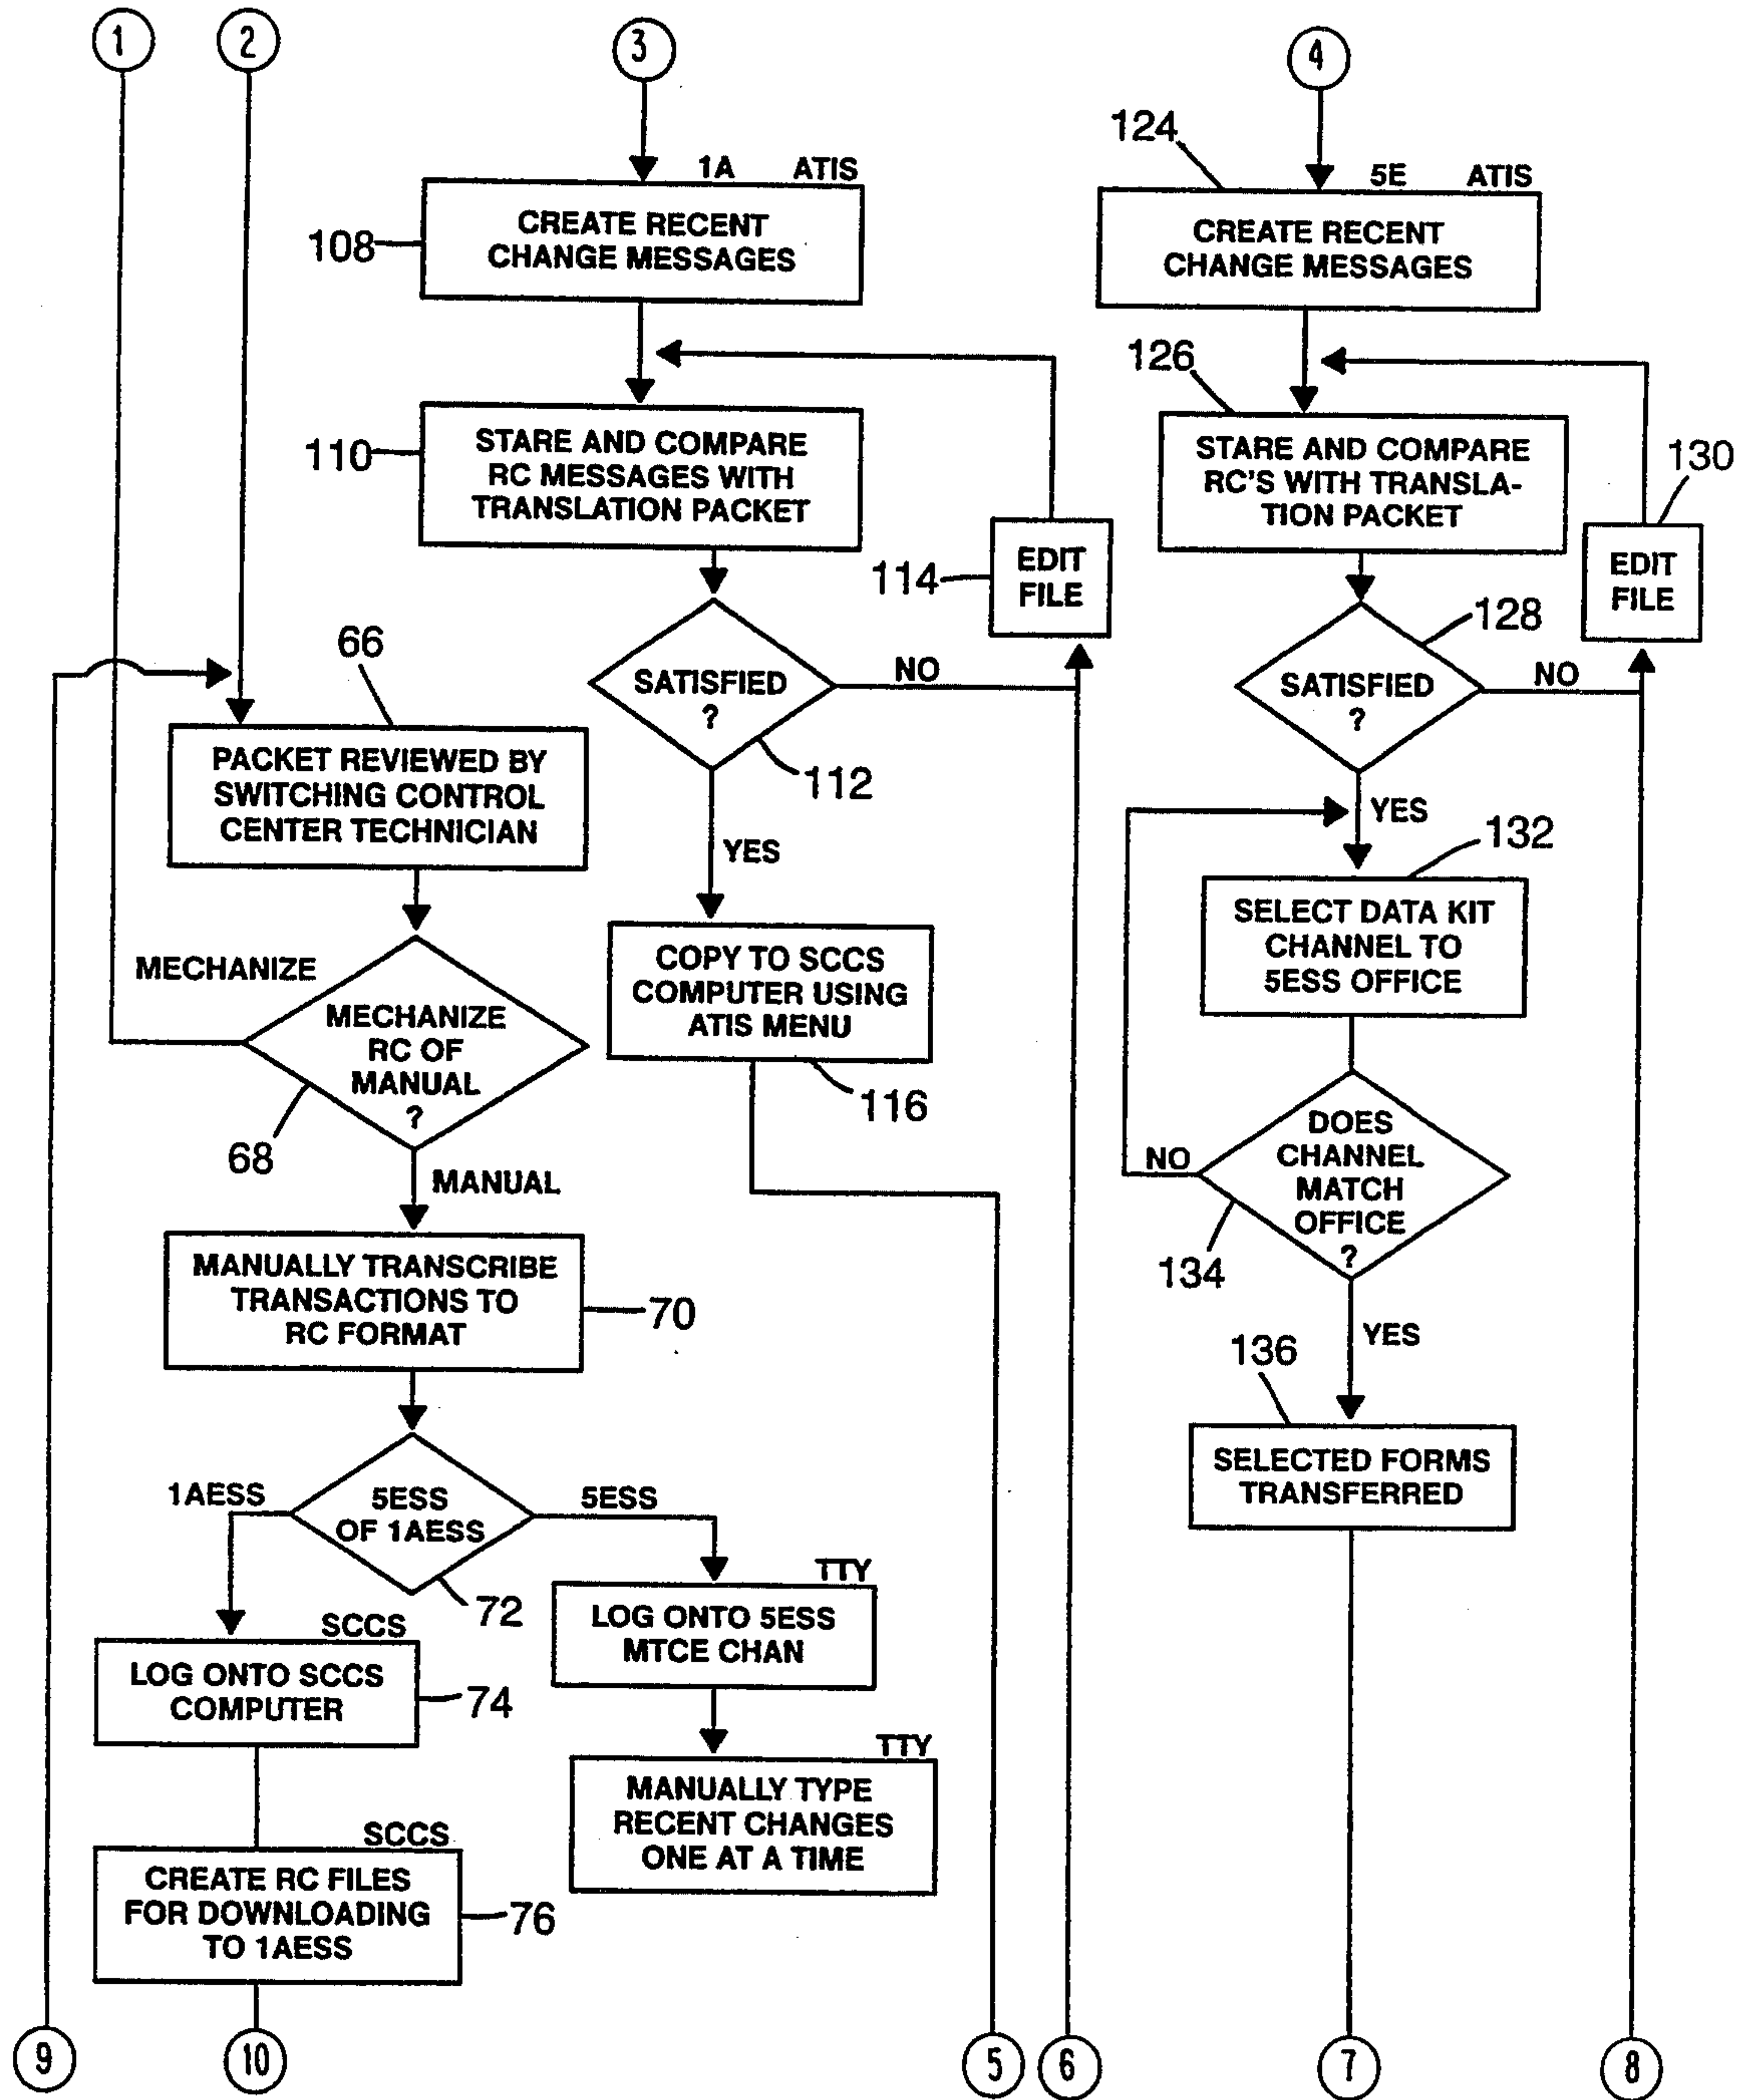 1
2
3
4
1A ATIS
CREATE RECENT
CHANGE MESSAGES
108
124
5E ATIS
CREATE RECENT
CHANGE MESSAGES
110
STARE AND COMPARE
RC MESSAGES WITH
TRANSLATION PACKET
114
EDIT
FILE
126
STARE AND COMPARE
RC'S WITH TRANSLA-
TION PACKET
130
EDIT
FILE
66
PACKET REVIEWED BY
SWITCHING CONTROL
CENTER TECHNICIAN
SATISFIED
?
NO
112
YES
128
SATISFIED
?
NO
YES
MECHANIZE
MECHANIZE
RC OF
MANUAL
?
68
MANUAL
COPY TO SCCS
COMPUTER USING
ATIS MENU
116
132
SELECT DATA KIT
CHANNEL TO
5ESS OFFICE
NO
DOES
CHANNEL
MATCH
OFFICE
?
134
YES
MANUALLY TRANSCRIBE
TRANSACTIONS TO
RC FORMAT
70
136
SELECTED FORMS
TRANSFERRED
1AESS
5ESS
OF 1AESS
5ESS
72
SCCS
LOG ONTO SCCS
COMPUTER
74
TTY
LOG ONTO 5ESS
MTCE CHAN
SCCS
CREATE RC FILES
FOR DOWNLOADING
TO 1AESS
76
TTY
MANUALLY TYPE
RECENT CHANGES
ONE AT A TIME
9
10
5
6
7
8